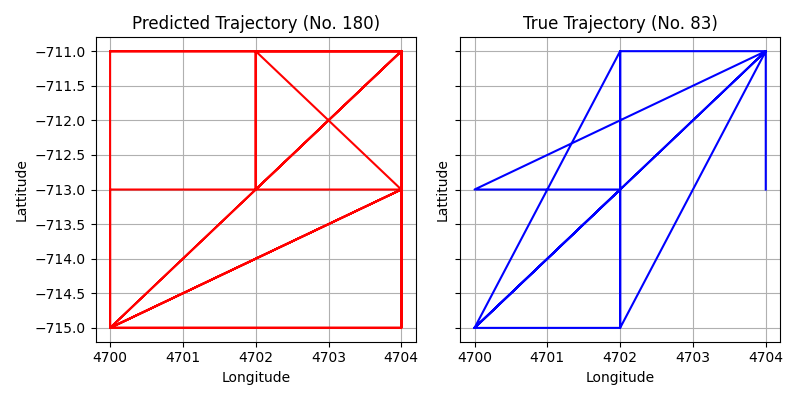 Predicted Trajectory (No. 180)
True Trajectory (No. 83)
Lattitude
−711.0
−711.5
−712.0
−712.5
−713.0
−713.5
−714.0
−714.5
−715.0
4700 4701 4702 4703 4704
Longitude
Lattitude
4700 4701 4702 4703 4704
Longitude